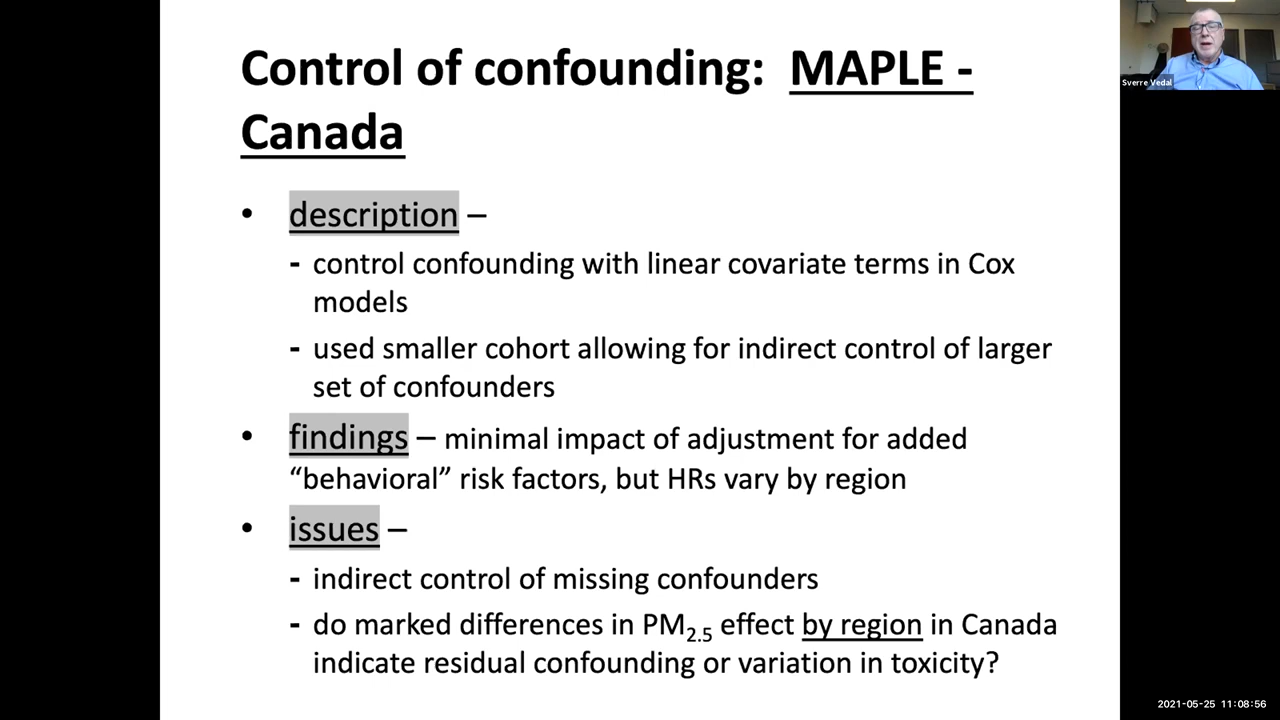 Control of confounding: MAPLE -
Canada
Sverre Vedal
• description –
- control confounding with linear covariate terms in Cox
models
- used smaller cohort allowing for indirect control of larger
set of confounders
• findings – minimal impact of adjustment for added
“behavioral” risk factors, but HRs vary by region
• issues –
- indirect control of missing confounders
- do marked differences in PM2.5 effect by region in Canada
indicate residual confounding or variation in toxicity?
2021-05-25 11:08:56